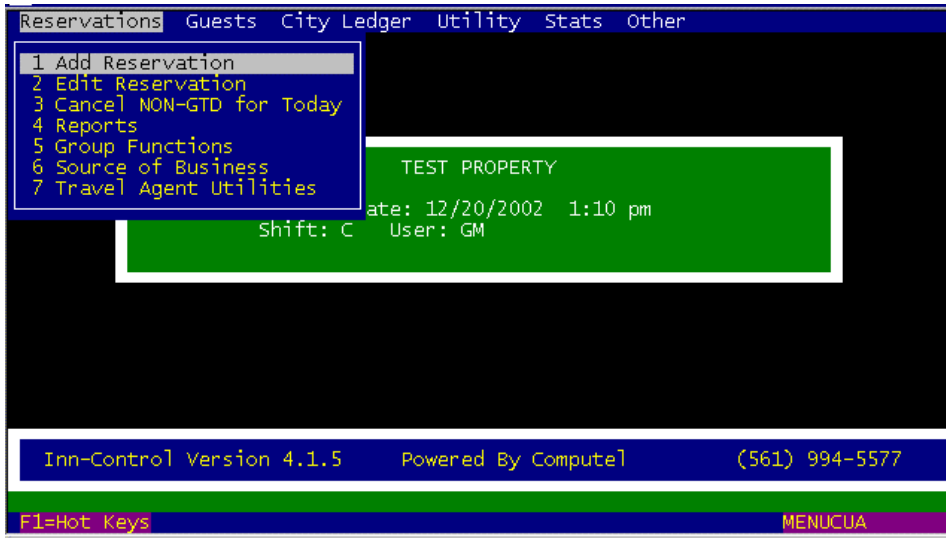 Reservations Guests City Ledger Utility Stats Other
1 Add Reservation
2 Edit Reservation
3 Cancel NON-GTD for Today
4 Reports
5 Group Functions
6 Source of Business
7 Travel Agent Utilities
TEST PROPERTY
ate: 12/20/2002 1:10 pm
Shift: C User: GM
Inn-Control Version 4.1.5 Powered By Computel (561) 994-5577
F1=Hot Keys MENUCUA